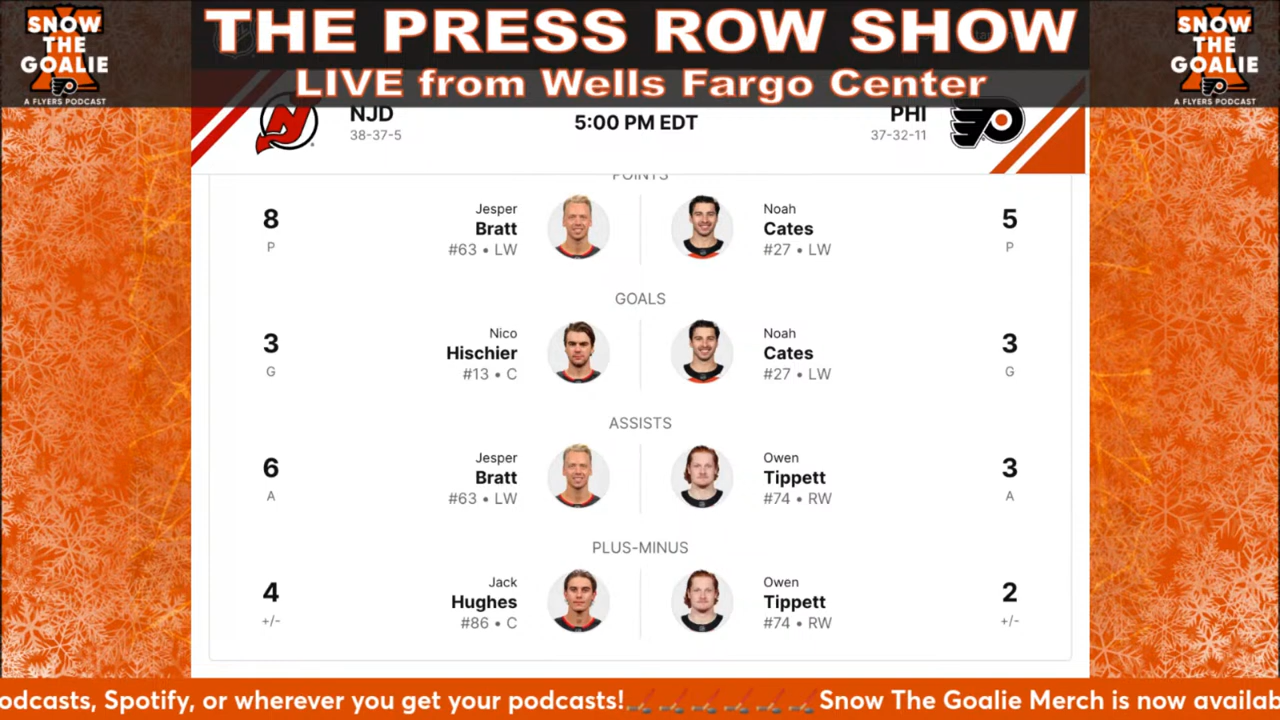 THE PRESS ROW SHOW
LIVE from Wells Fargo Center
SNOW
THE
GOALIE
A FLYERS PODCAST
SNOW
THE
GOALIE
A FLYERS PODCAST
NJD
38-37-5
5:00 PM EDT
PHI
37-32-11
POINTS
8
P
Jesper
Bratt
#63 • LW
Noah
Cates
#27 • LW
5
P
GOALS
3
G
Nico
Hischier
#13 • C
Noah
Cates
#27 • LW
3
G
ASSISTS
6
A
Jesper
Bratt
#63 • LW
Owen
Tippett
#74 • RW
3
A
PLUS-MINUS
4
+/-
Jack
Hughes
#86 • C
Owen
Tippett
#74 • RW
2
+/-
odcasts, Spotify, or wherever you get your podcasts! Snow The Goalie Merch is now availab